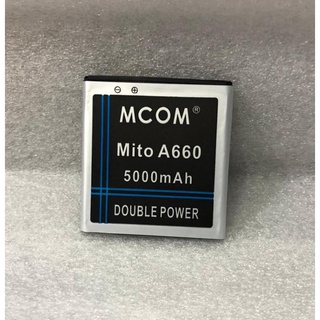 ⊖ ⊕
MCOM®
Mito A660
5000mAh
DOUBLE POWER